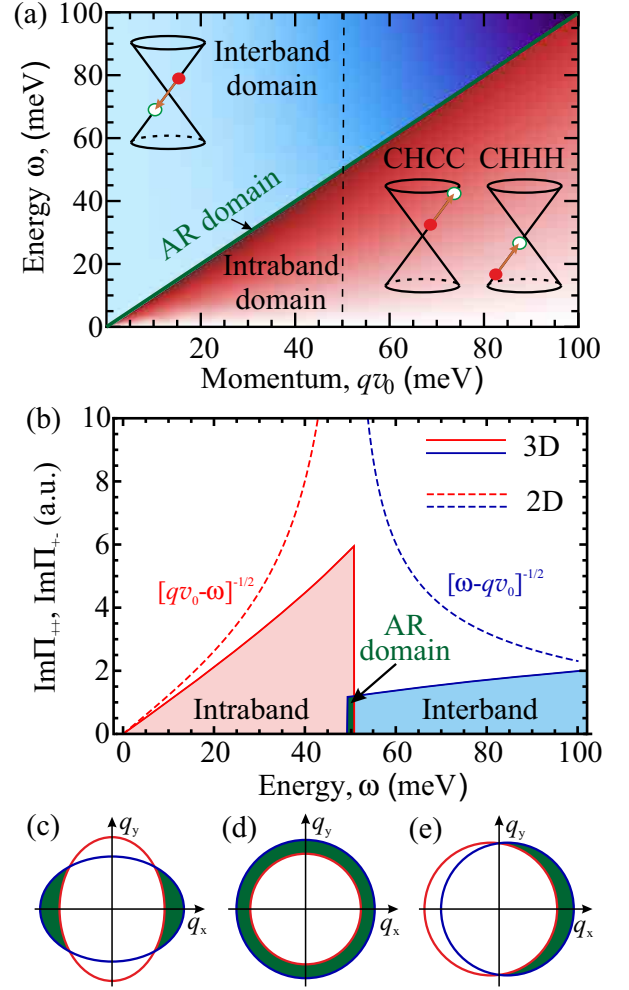 (a)
100
80
60
40
20
0
Energy ω, (meV)
Interband
domain
AR domain
Intraband
domain
CHCC CHHH
20 40 60 80 100
Momentum, qv₀ (meV)
(b)
10
8
6
4
2
0
ImΠ₊₊, ImΠ₊₋ (a.u.)
3D
2D
[qv₀-ω]⁻¹/²
[ω-qv₀]⁻¹/²
AR
domain
Intraband
Interband
0 20 40 60 80 100
Energy, ω (meV)
(c) qy (d) qy (e) qy
qx qx qx